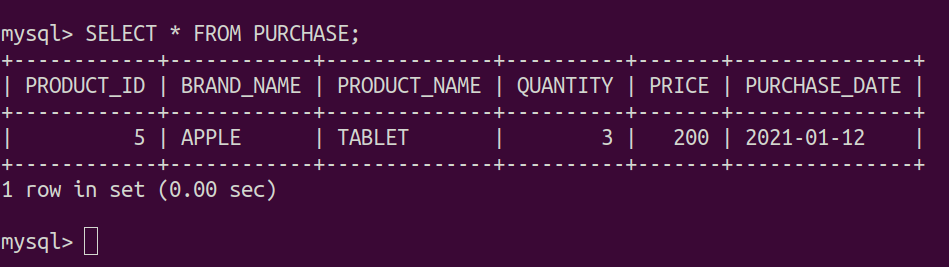 mysql> SELECT * FROM PURCHASE;
+------------+------------+--------------+----------+-------+---------------+
| PRODUCT_ID | BRAND_NAME | PRODUCT_NAME | QUANTITY | PRICE | PURCHASE_DATE |
+------------+------------+--------------+----------+-------+---------------+
|          5 | APPLE      | TABLET       |        3 |   200 | 2021-01-12    |
+------------+------------+--------------+----------+-------+---------------+
1 row in set (0.00 sec)
mysql>